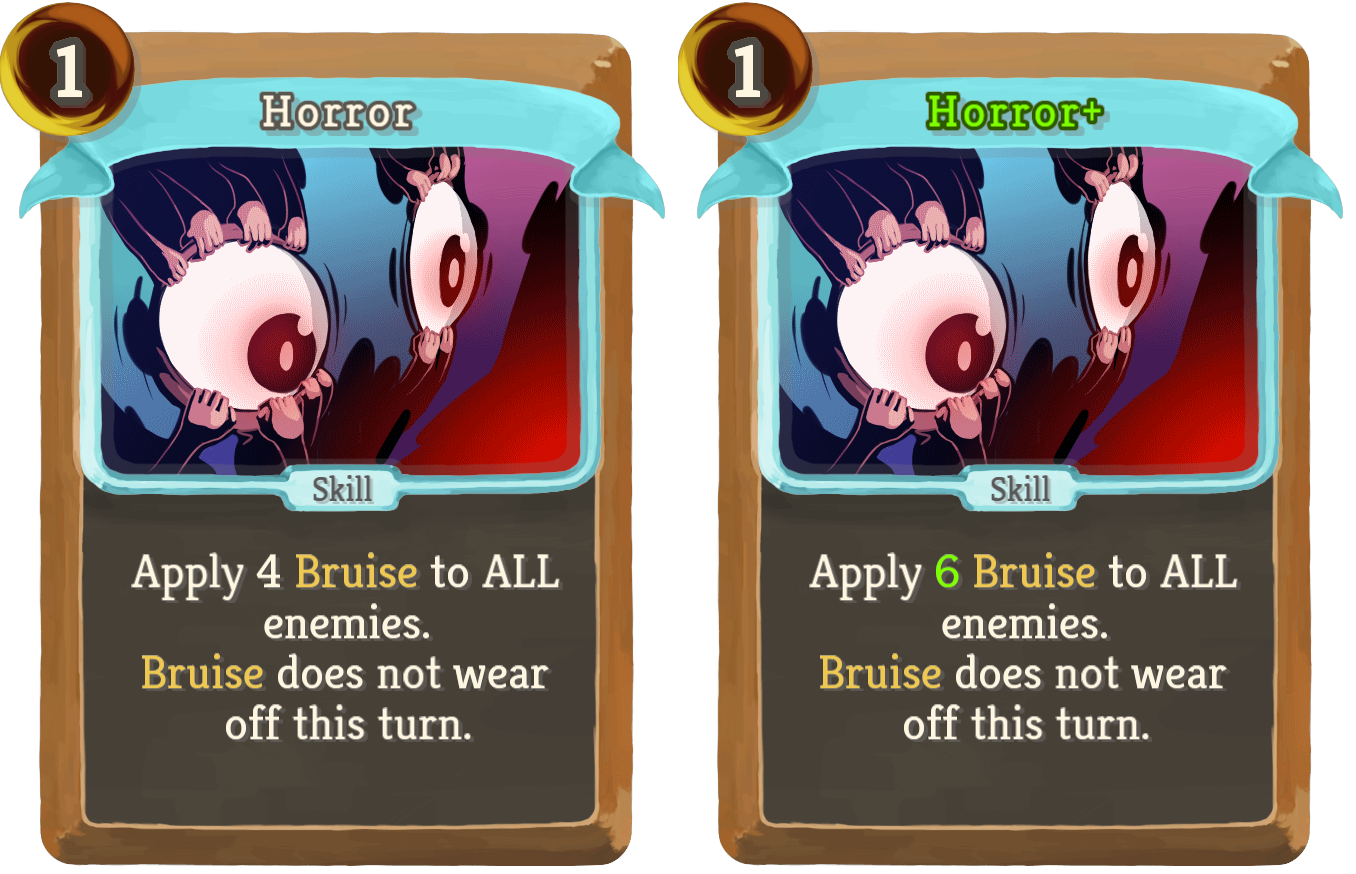 1
Horror
Skill
Apply 4 Bruise to ALL
enemies.
Bruise does not wear
off this turn.
1
Horror+
Skill
Apply 6 Bruise to ALL
enemies.
Bruise does not wear
off this turn.